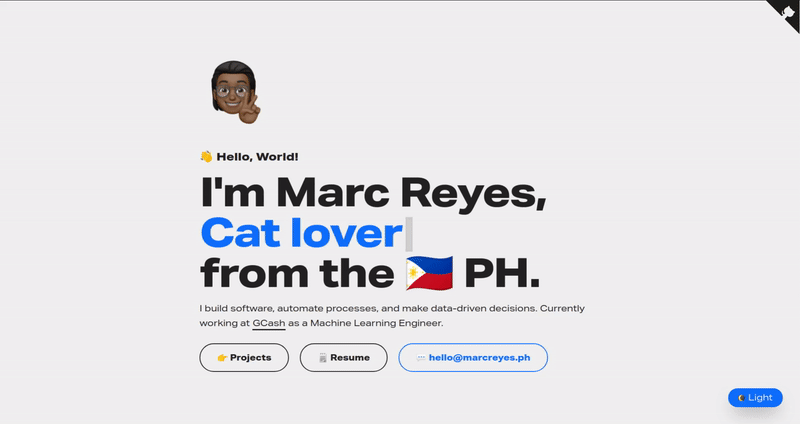 👋 Hello, World!
I'm Marc Reyes,
Cat lover
from the 🇵🇭 PH.
I build software, automate processes, and make data-driven decisions. Currently
working at GCash as a Machine Learning Engineer.
👉 Projects
Resume
hello@marcreyes.ph
Light